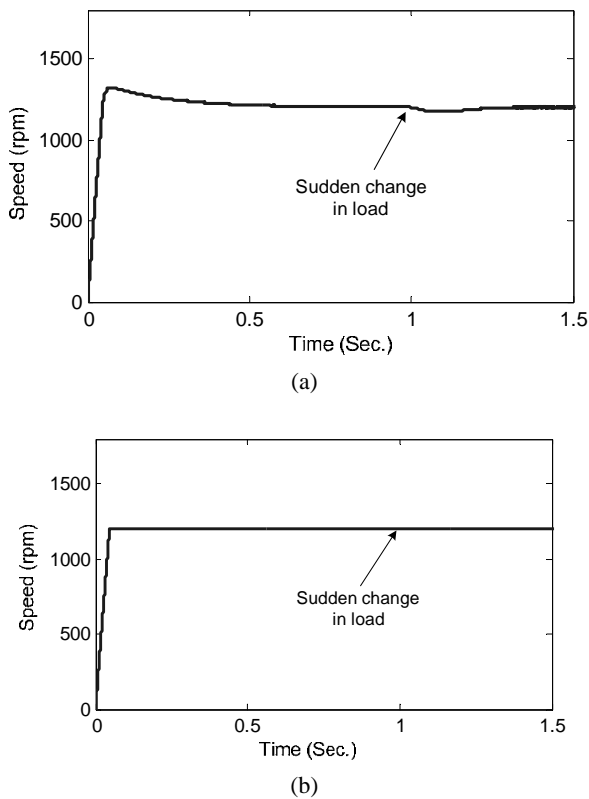 1500
1000
500
0
Speed (rpm)
Sudden change
in load
0 0.5 1 1.5
Time (Sec.)
(a)
1500
1000
500
0
Speed (rpm)
Sudden change
in load
0 0.5 1 1.5
Time (Sec.)
(b)